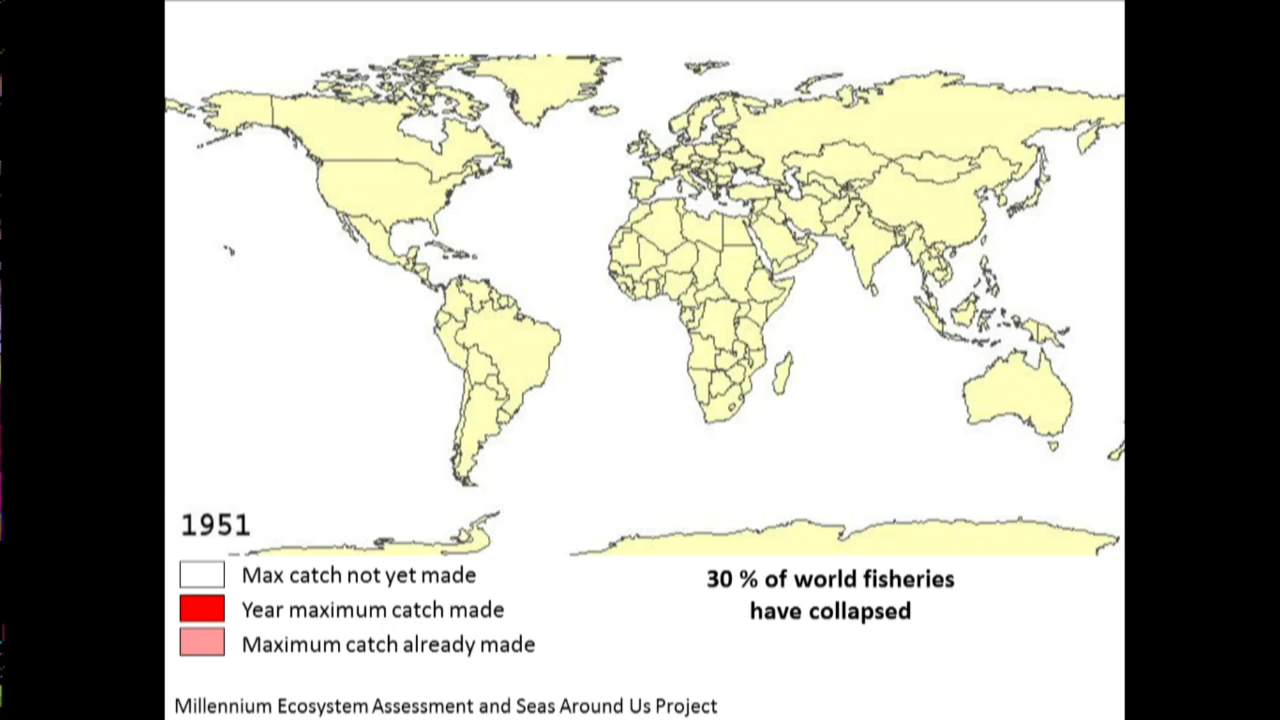 1951
Max catch not yet made
Year maximum catch made
Maximum catch already made
30 % of world fisheries
have collapsed
Millennium Ecosystem Assessment and Seas Around Us Project